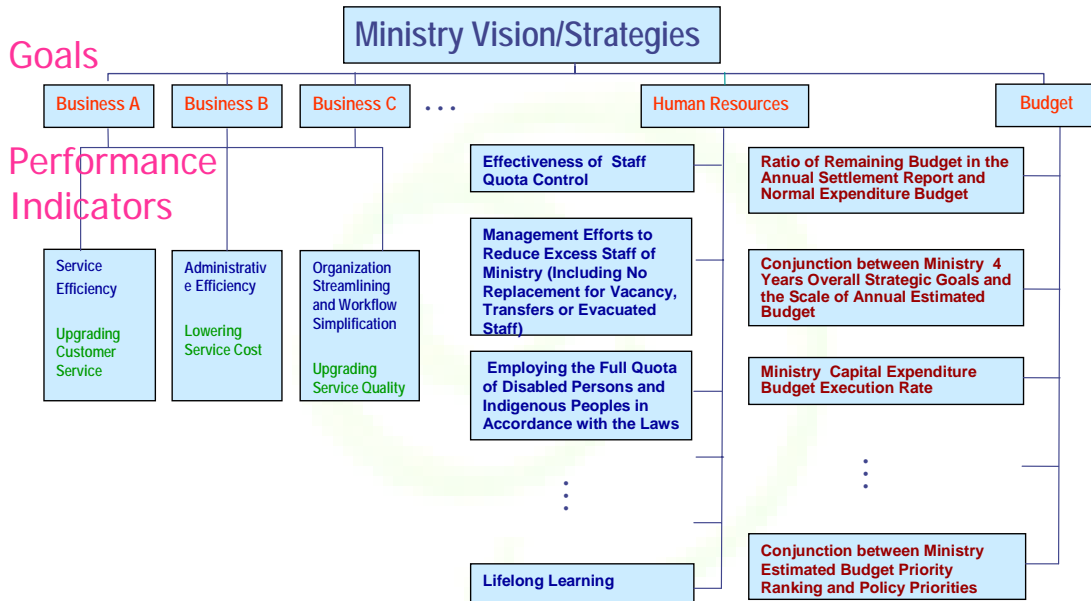 Ministry Vision/Strategies
Goals
Business A
Business B
Business C
...
Human Resources
Budget
Performance
Indicators
Service
Efficiency
Upgrading
Customer
Service
Administrativ
e Efficiency
Lowering
Service Cost
Organization
Streamlining
and Workflow
Simplification
Upgrading
Service Quality
Effectiveness of Staff
Quota Control
Management Efforts to
Reduce Excess Staff of
Ministry (Including No
Replacement for Vacancy,
Transfers or Evacuated
Staff)
Employing the Full Quota
of Disabled Persons and
Indigenous Peoples in
Accordance with the Laws
...
Lifelong Learning
Ratio of Remaining Budget in the
Annual Settlement Report and
Normal Expenditure Budget
Conjunction between Ministry 4
Years Overall Strategic Goals and
the Scale of Annual Estimated
Budget
Ministry Capital Expenditure
Budget Execution Rate
...
Conjunction between Ministry
Estimated Budget Priority
Ranking and Policy Priorities